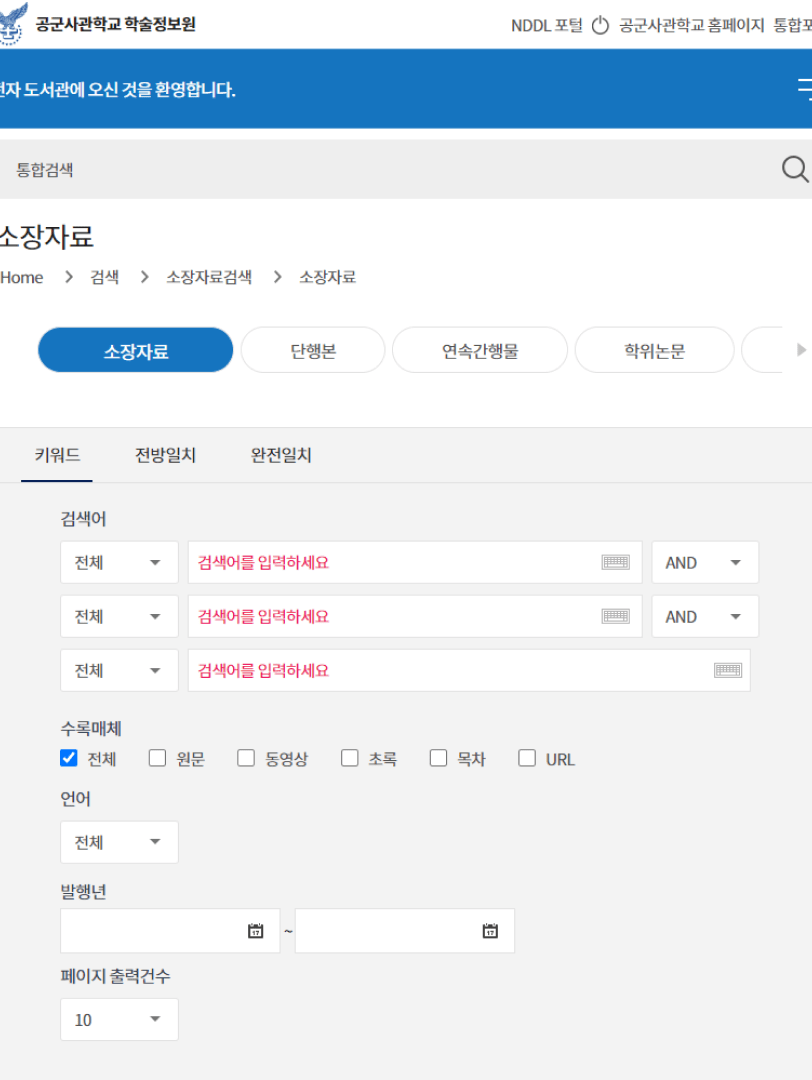 공군사관학교 학술정보원
NDDL 포털 공군사관학교 홈페이지 통합포
전자 도서관에 오신 것을 환영합니다.
통합검색
소장자료
Home > 검색 > 소장자료검색 > 소장자료
소장자료 단행본 연속간행물 학위논문
키워드 전방일치 완전일치
검색어
전체 검색어를 입력하세요 AND
전체 검색어를 입력하세요 AND
전체 검색어를 입력하세요
수록매체
전체 원문 동영상 초록 목차 URL
언어
전체
발행년
17 ~ 17
페이지 출력건수
10